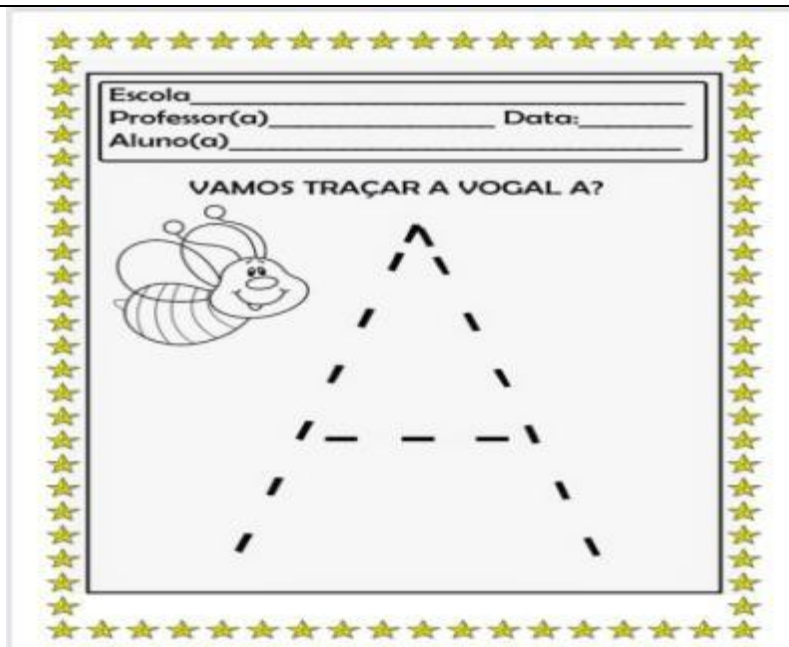 Escola
Professor(a) Data:
Aluno(a)
VAMOS TRAÇAR A VOGAL A?
A